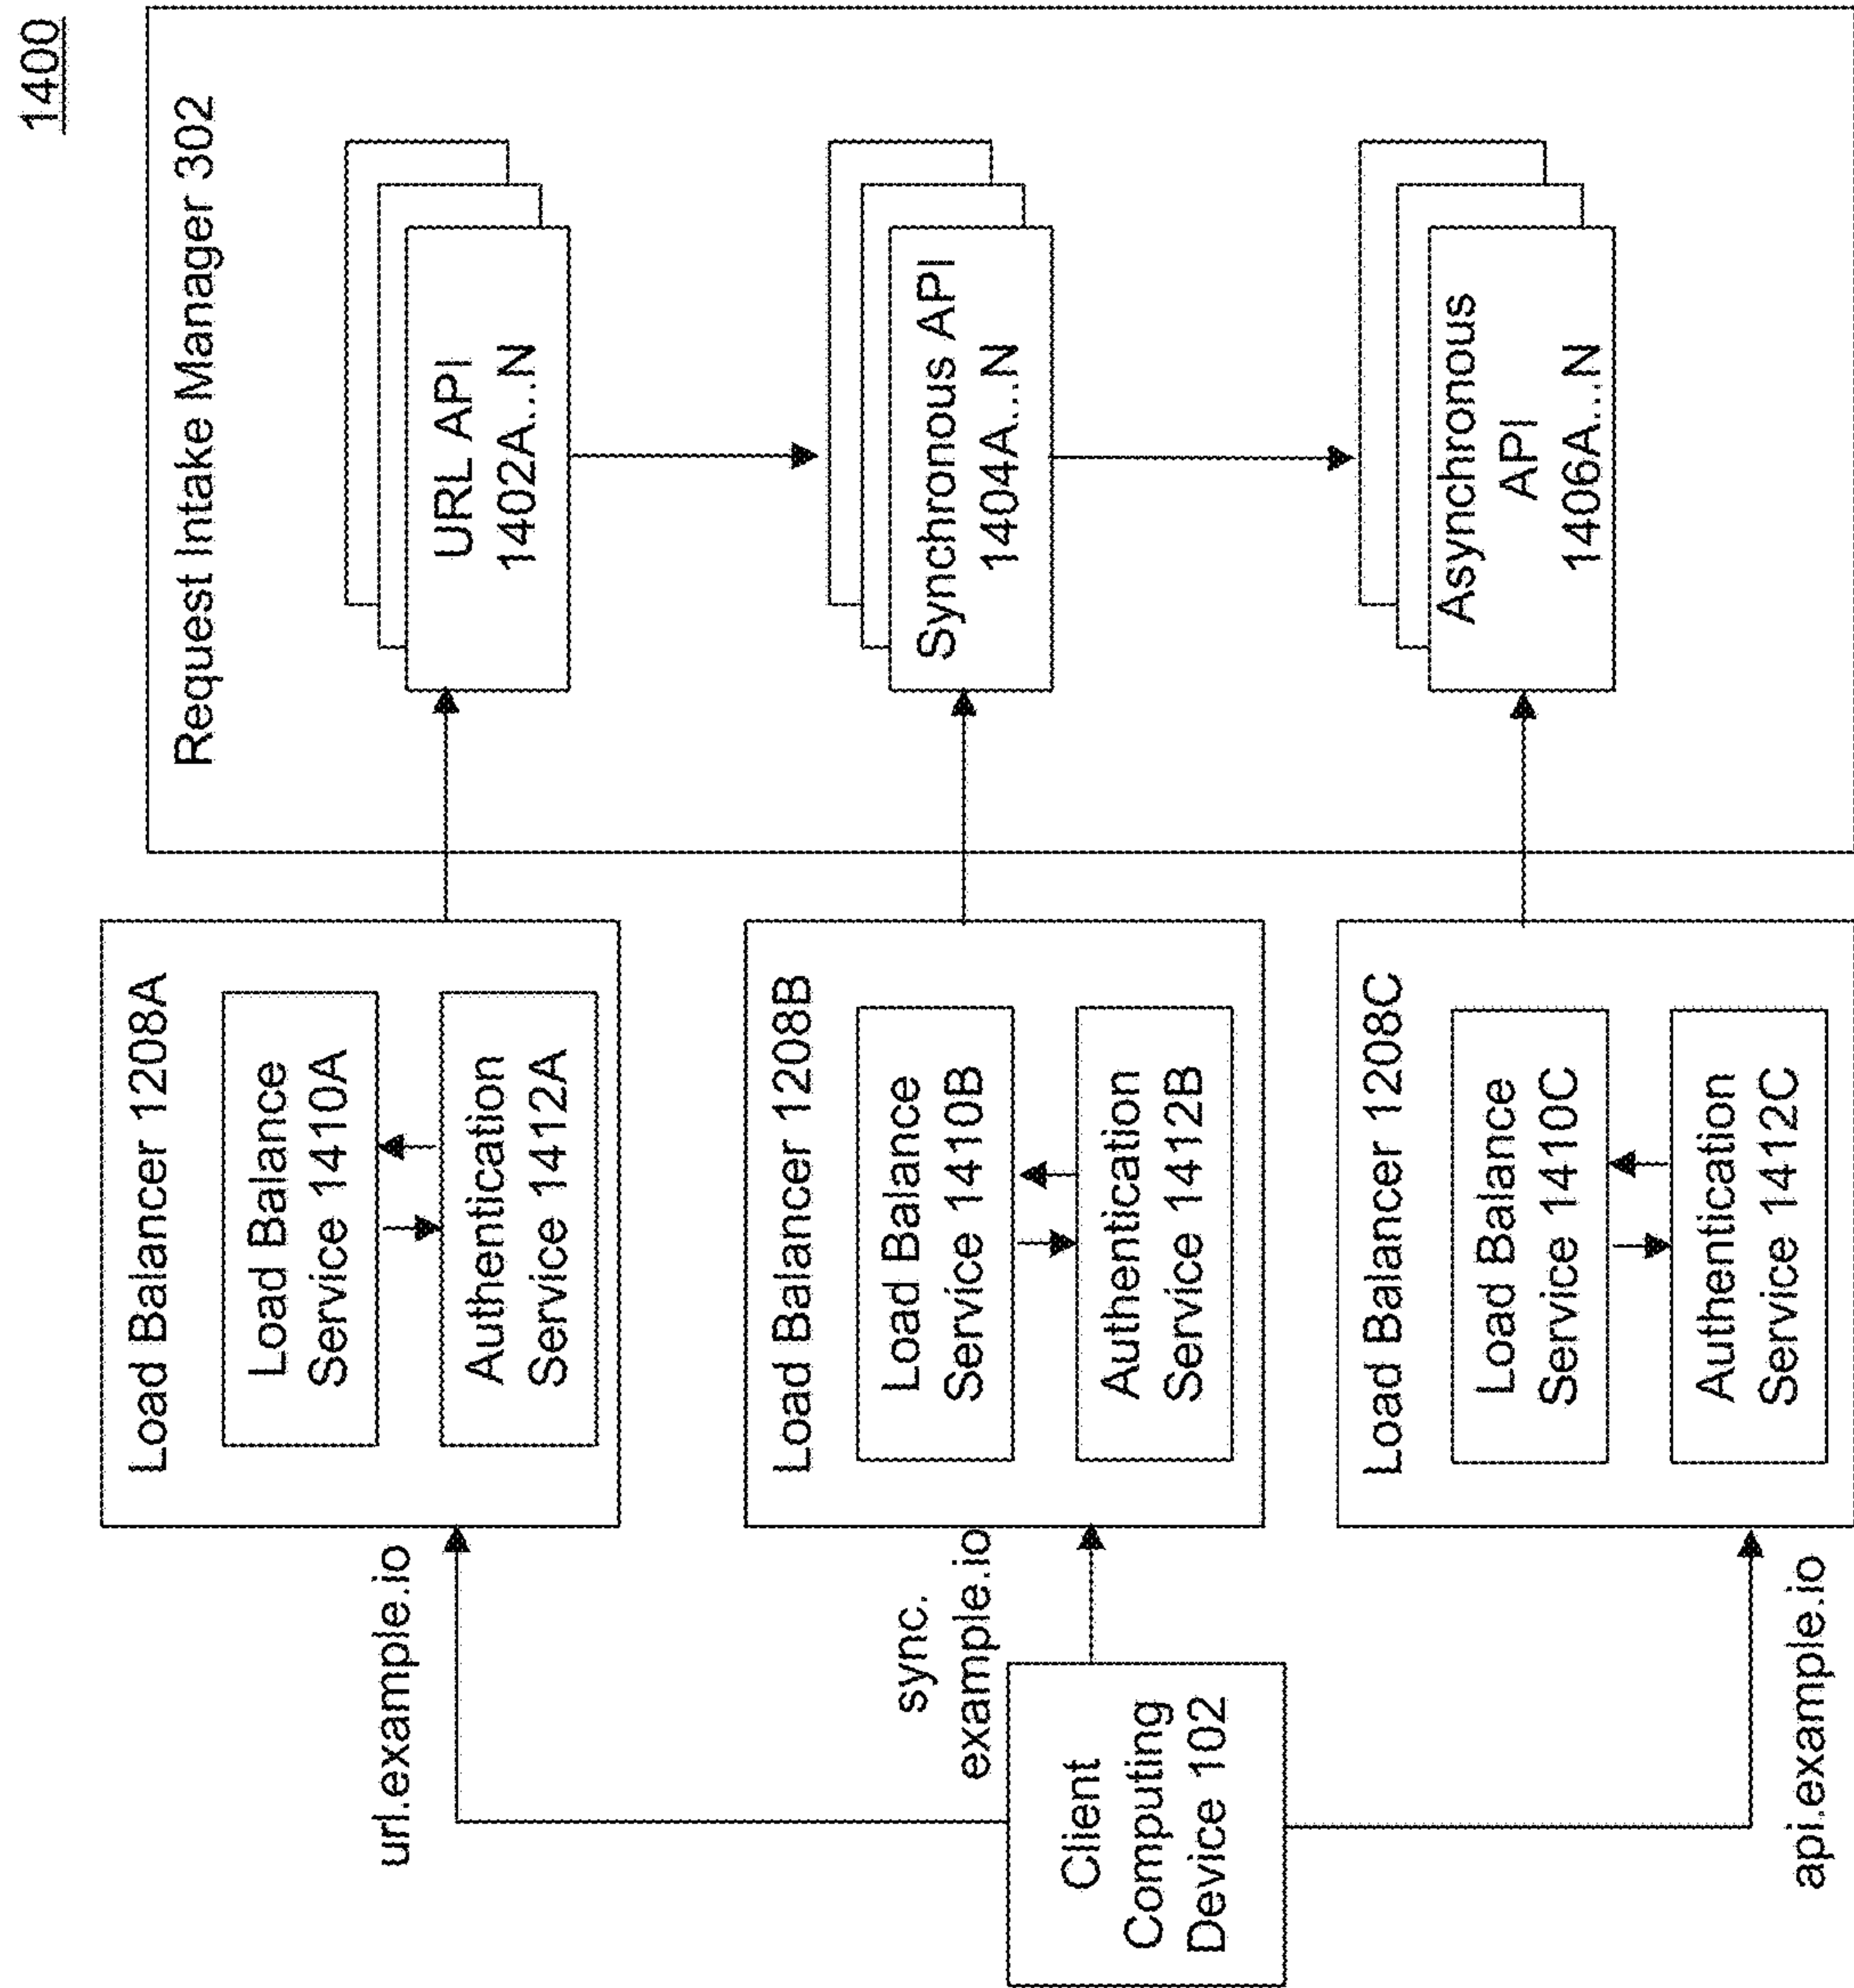 1400
Request Intake Manager 302
URL API
1402A...N
Synchronous API
1404A...N
Asynchronous
API
1406A...N
Load Balancer 1208A
Load Balance
Service 1410A
Authentication
Service 1412A
Load Balancer 1208B
Load Balance
Service 1410B
Authentication
Service 1412B
Load Balancer 1208C
Load Balance
Service 1410C
Authentication
Service 1412C
url.example.io
sync.
example.io
api.example.io
Client
Computing
Device 102